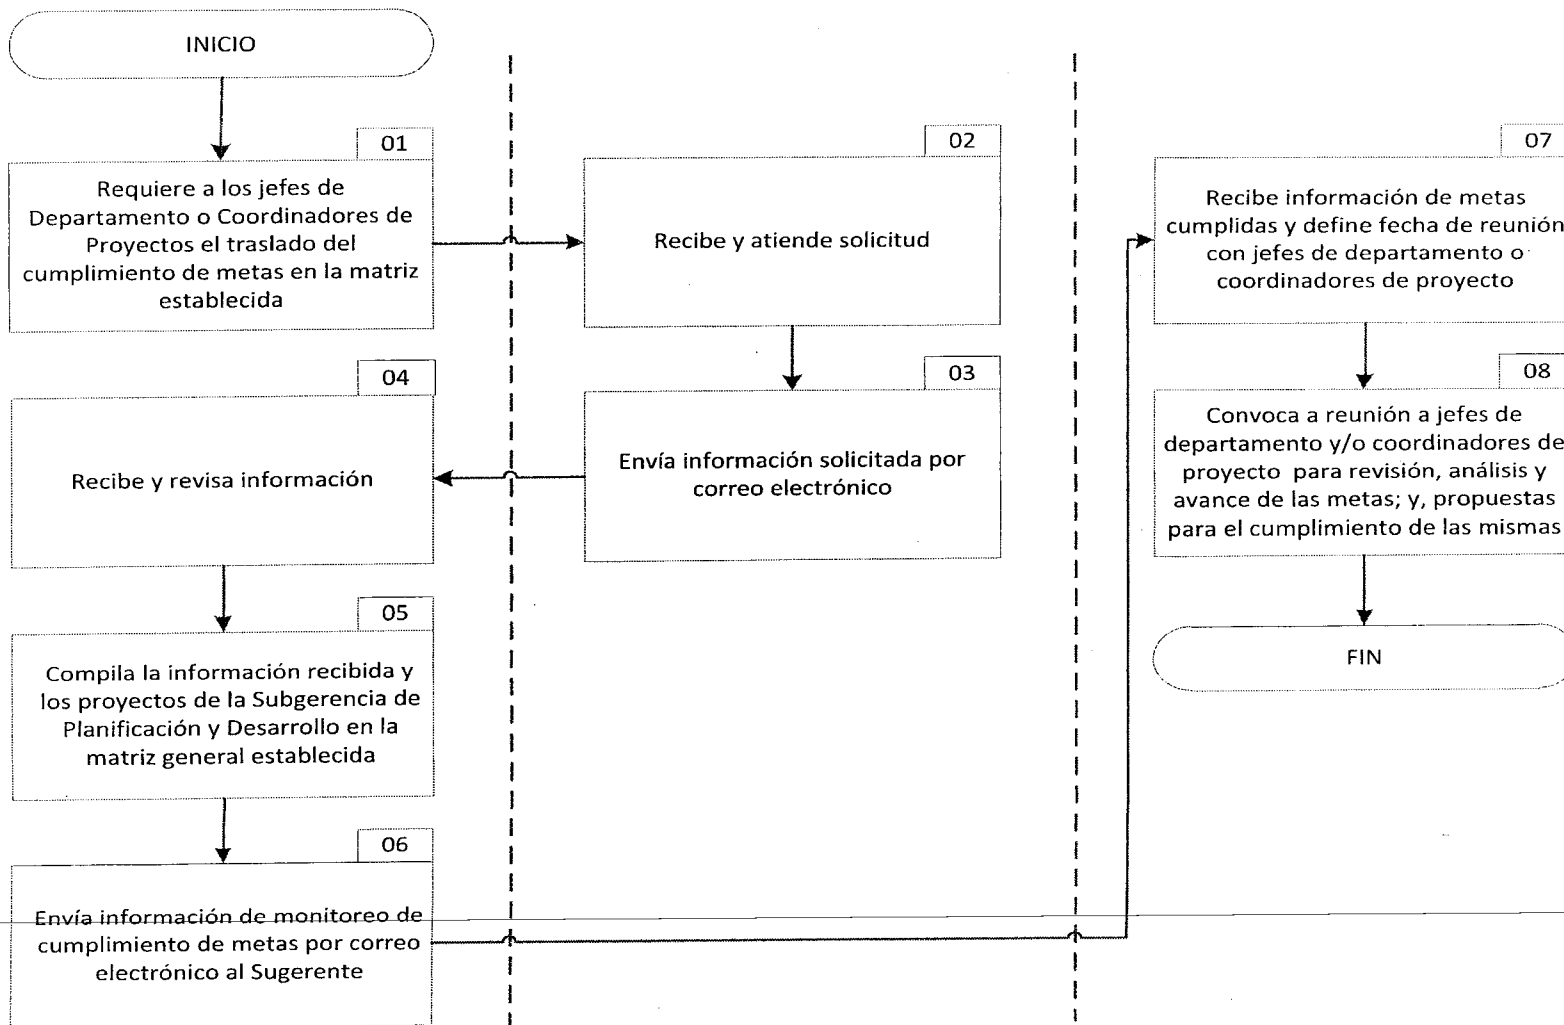 INICIO
01
Requiere a los jefes de
Departamento o Coordinadores de
Proyectos el traslado del
cumplimiento de metas en la matriz
establecida
02
Recibe y atiende solicitud
03
Envía información solicitada por
correo electrónico
04
Recibe y revisa información
05
Compila la información recibida y
los proyectos de la Subgerencia de
Planificación y Desarrollo en la
matriz general establecida
06
Envía información de monitoreo de
cumplimiento de metas por correo
electrónico al Sugerente
07
Recibe información de metas
cumplidas y define fecha de reunión
con jefes de departamento o
coordinadores de proyecto
08
Convoca a reunión a jefes de
departamento y/o coordinadores de
proyecto para revisión, análisis y
avance de las metas; y, propuestas
para el cumplimiento de las mismas
FIN